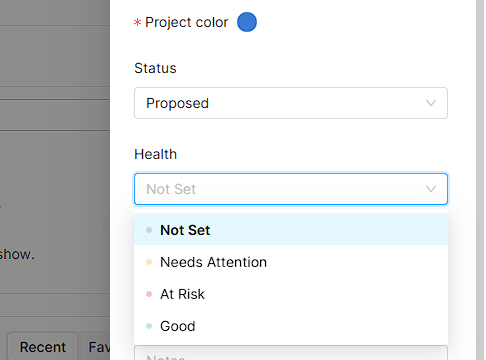 * Project color
Status
Proposed
Health
Not Set
Not Set
show.
Needs Attention
At Risk
Good
Recent
Fav
Notes